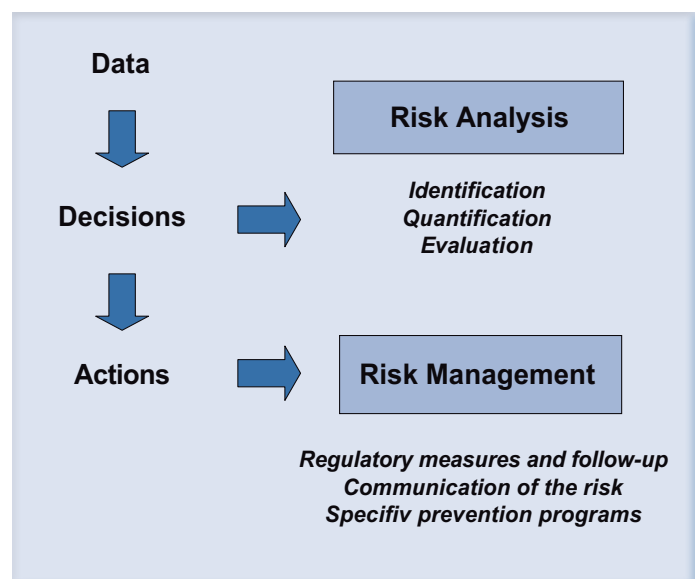 Data
Risk Analysis
Decisions
Identification
Quantification
Evaluation
Actions
Risk Management
Regulatory measures and follow-up
Communication of the risk
Specifiv prevention programs